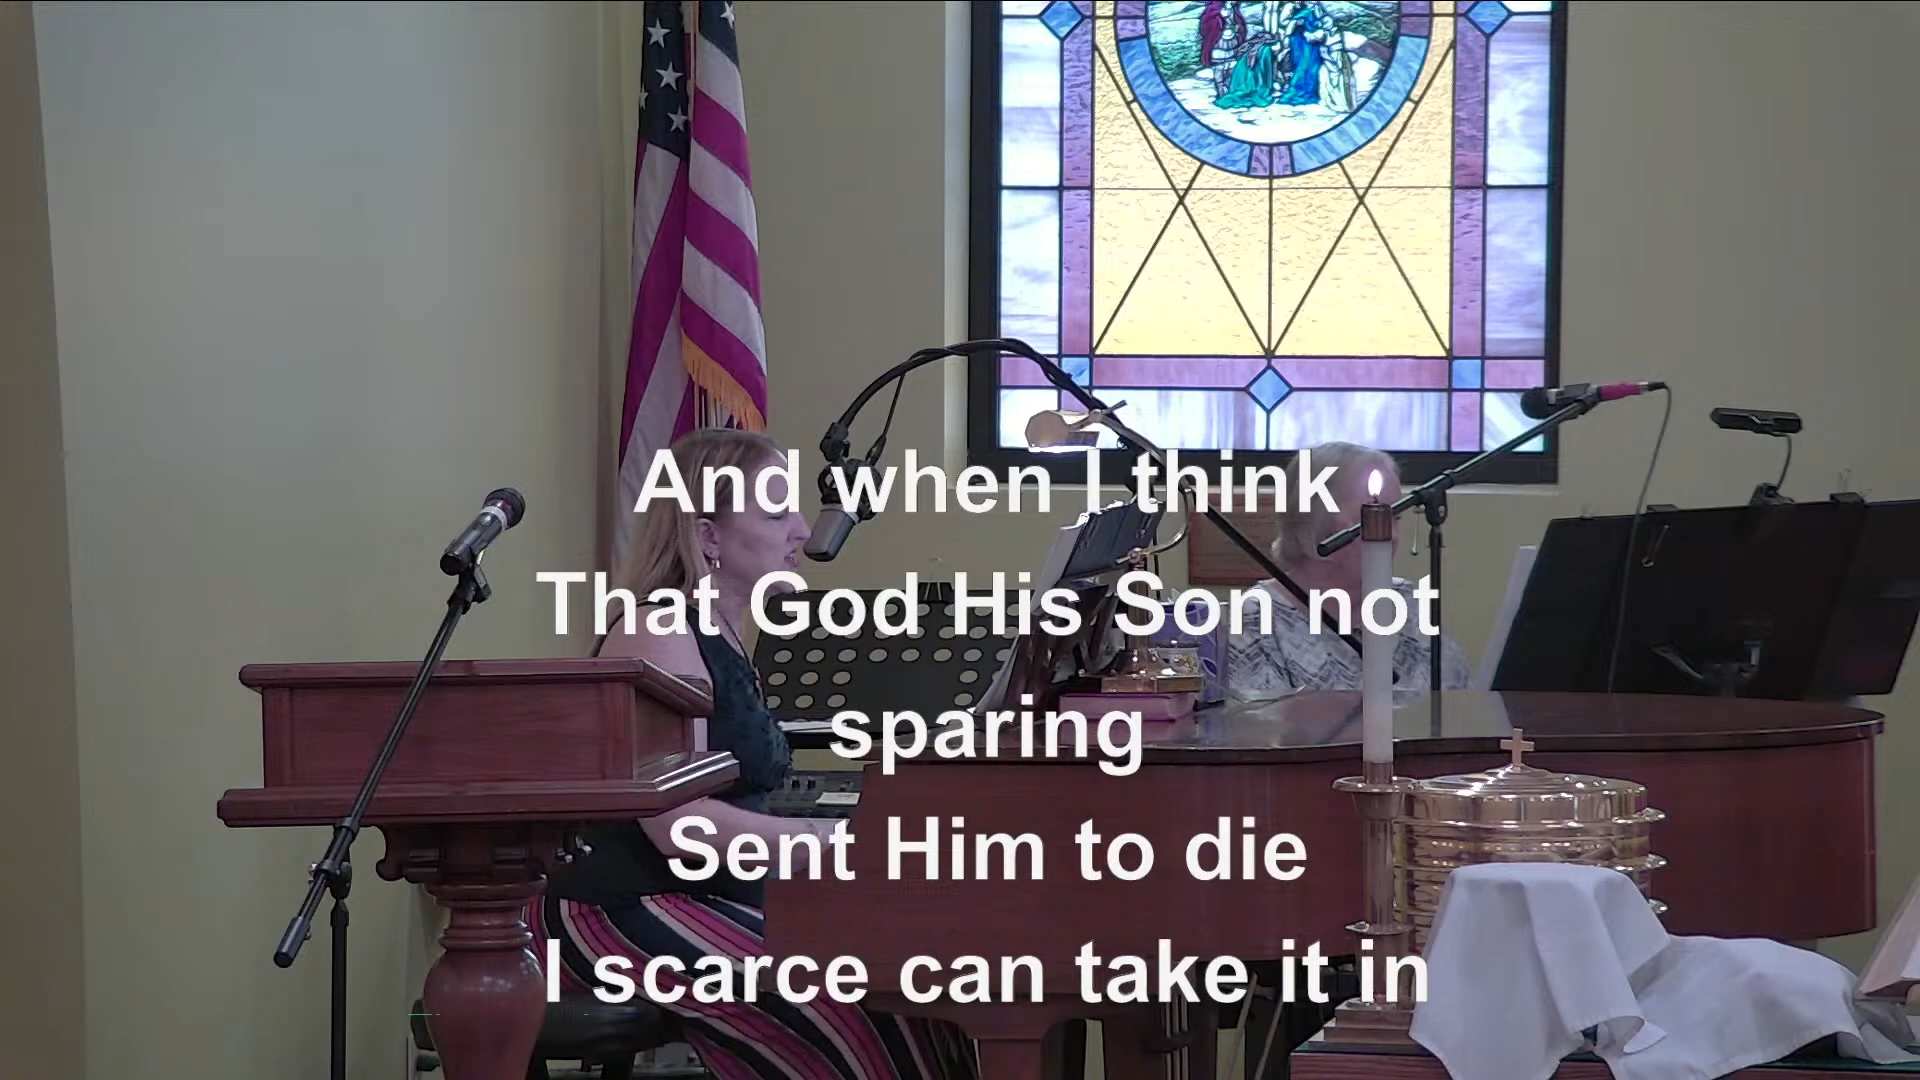 And when I think
That God His Son not
sparing
Sent Him to die
I scarce can take it in